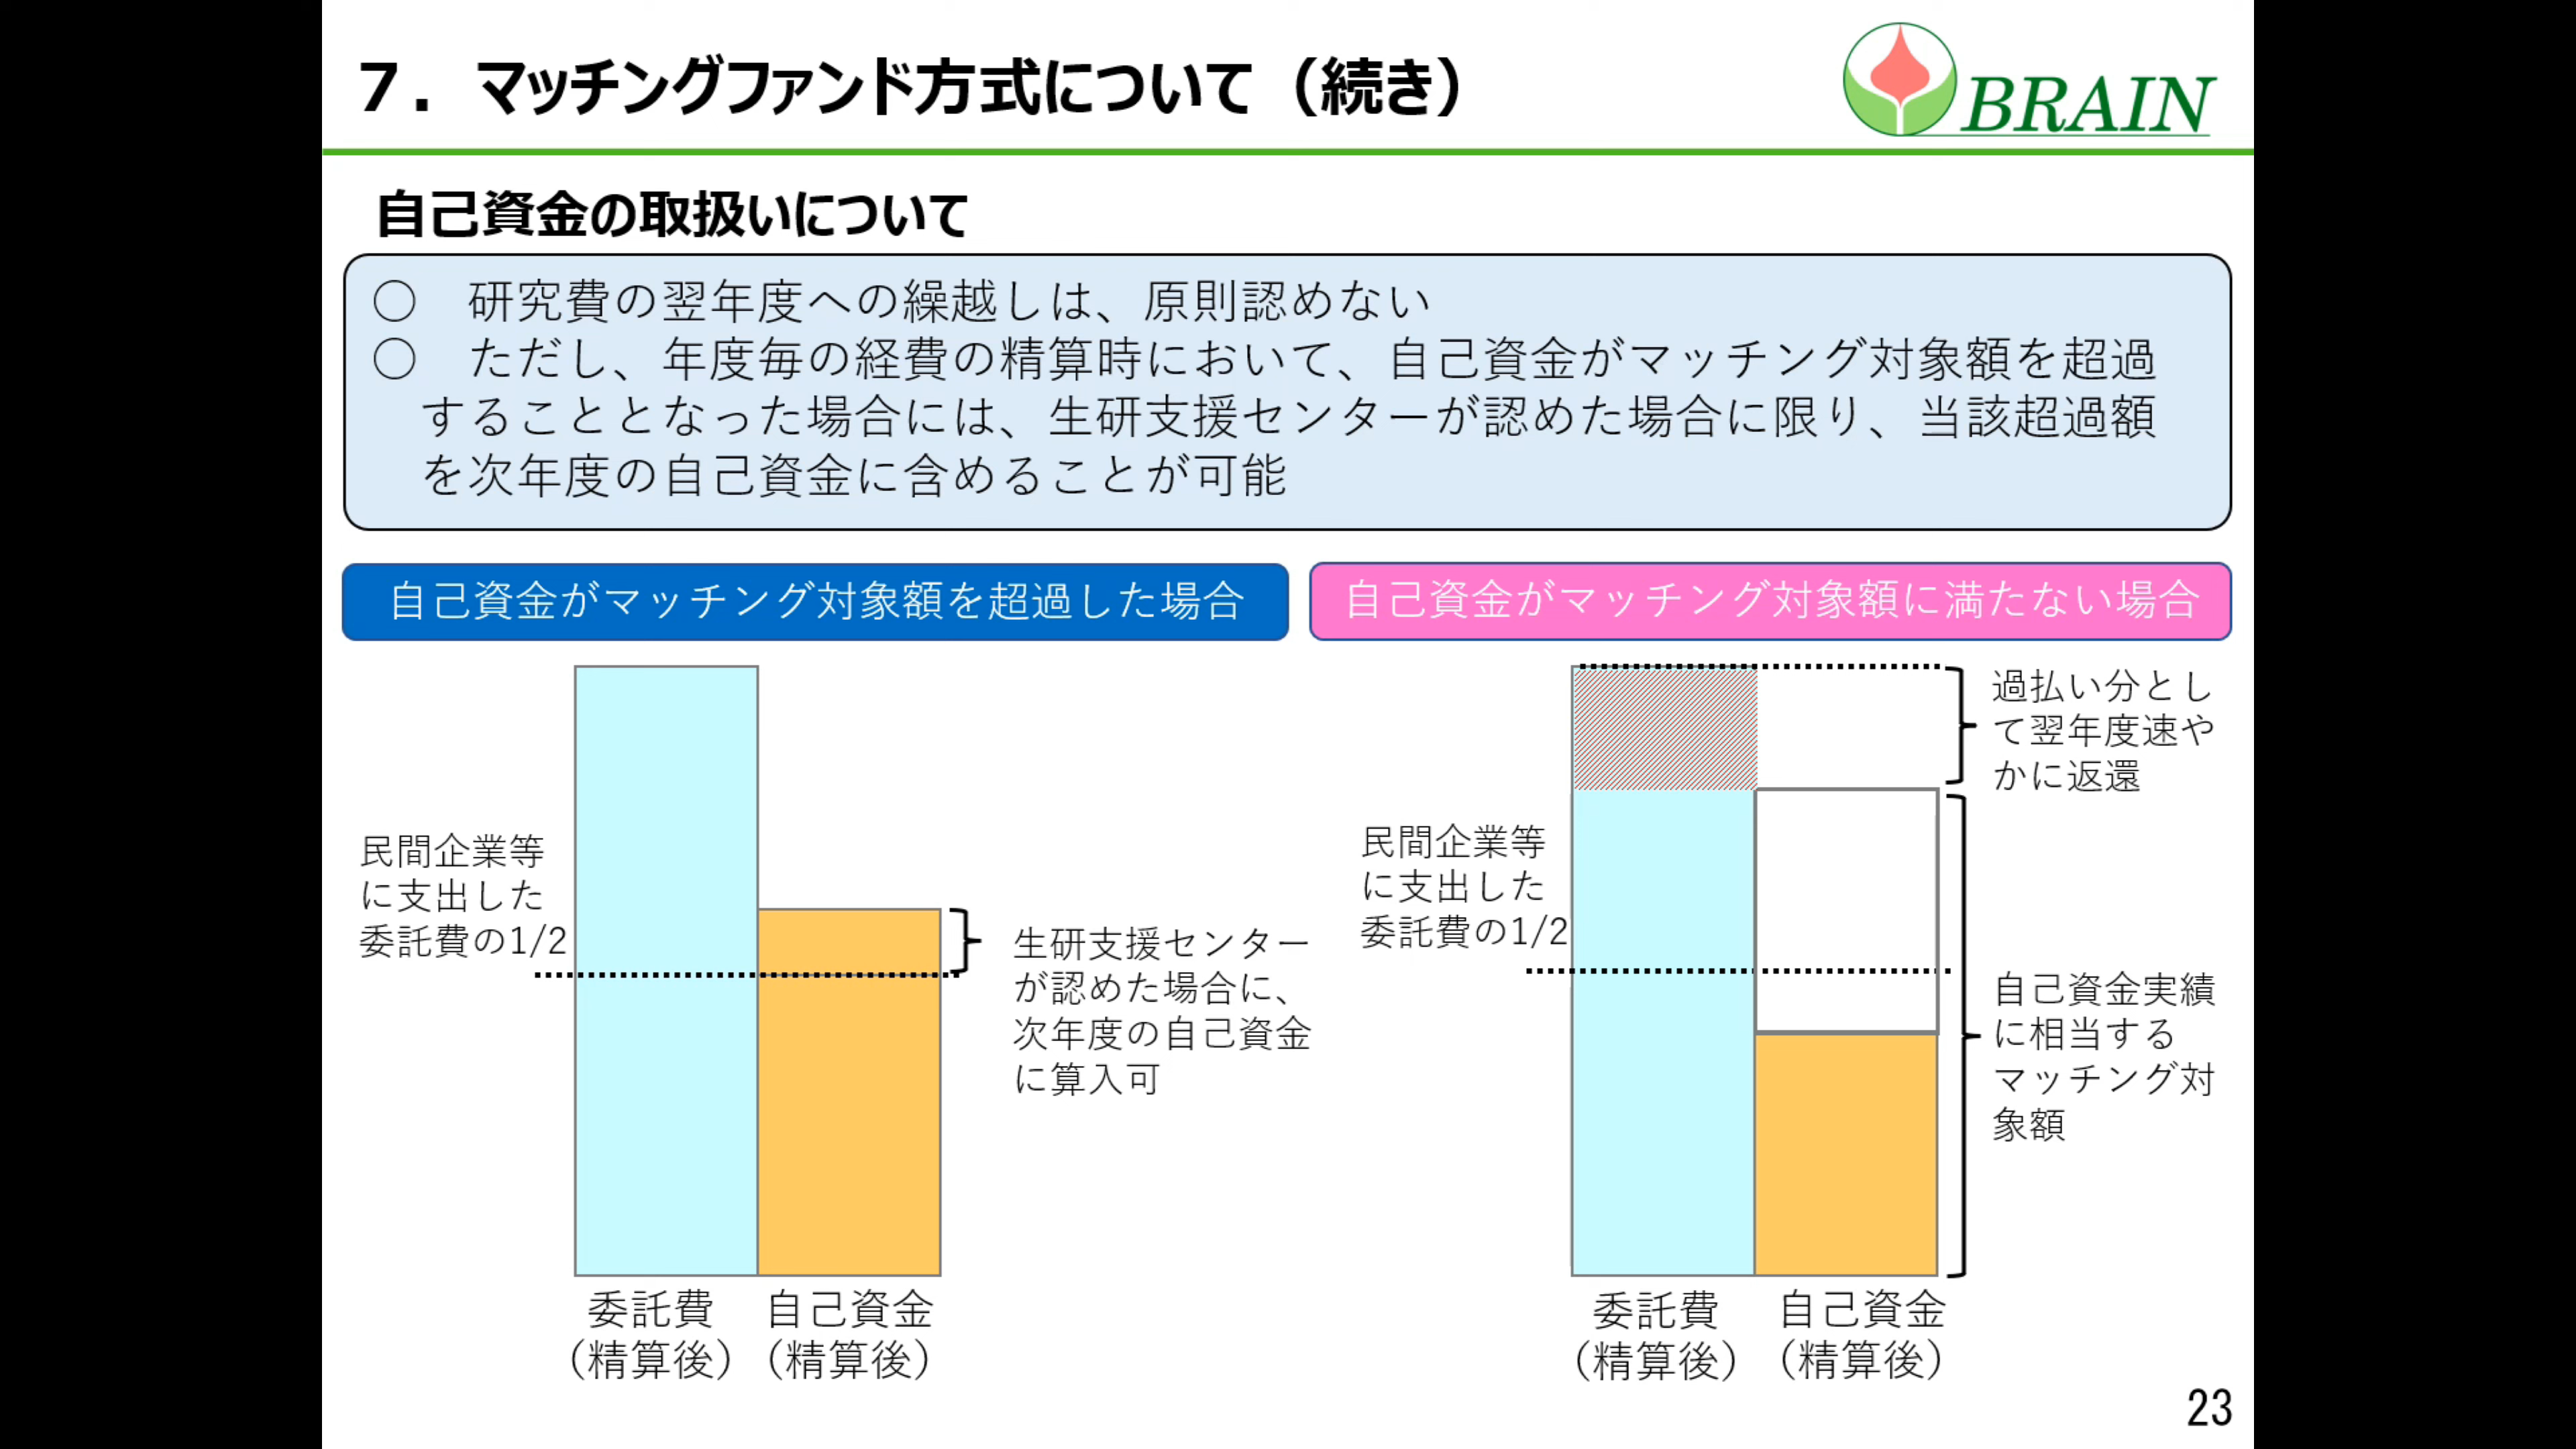 7．マッチングファンド方式について（続き）
BRAIN
自己資金の取扱いについて
○　研究費の翌年度への繰越しは、原則認めない
○　ただし、年度毎の経費の精算時において、自己資金がマッチング対象額を超過
することとなった場合には、生研支援センターが認めた場合に限り、当該超過額
を次年度の自己資金に含めることが可能
自己資金がマッチング対象額を超過した場合
民間企業等
に支出した
委託費の1/2
生研支援センター
が認めた場合に、
次年度の自己資金
に算入可
委託費
（精算後）
自己資金
（精算後）
自己資金がマッチング対象額に満たない場合
民間企業等
に支出した
委託費の1/2
過払い分とし
て翌年度速や
かに返還
自己資金実績
に相当する
マッチング対
象額
委託費
（精算後）
自己資金
（精算後）
23